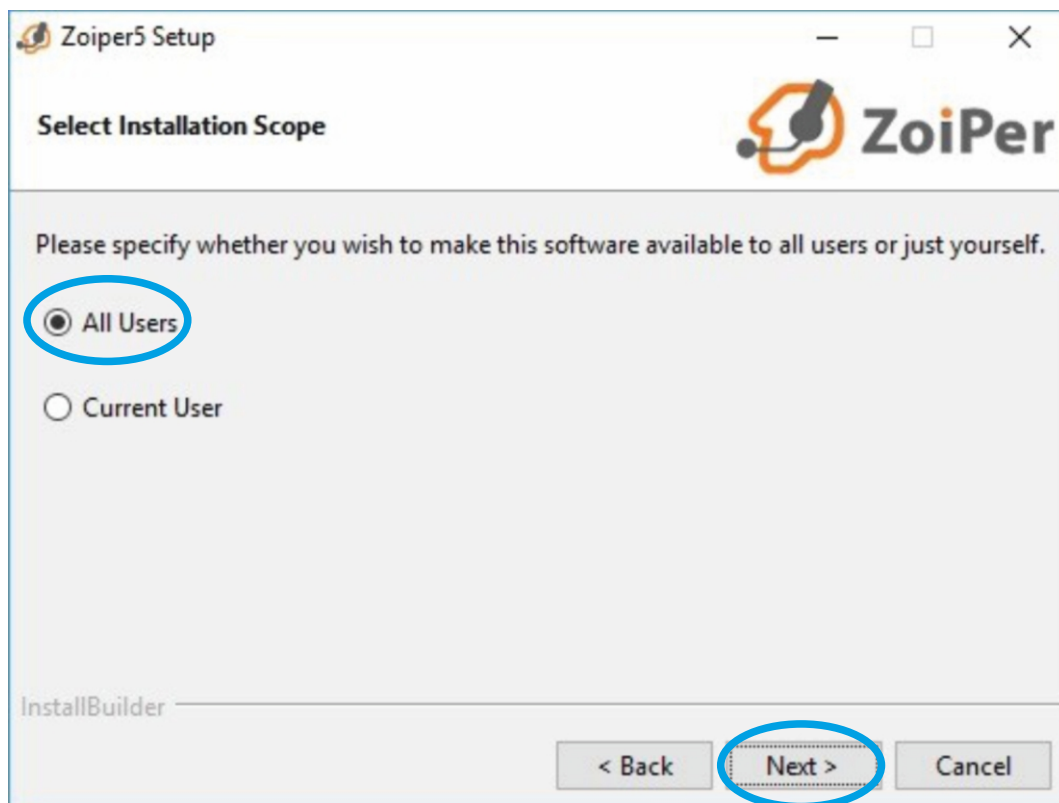 Zoiper5 Setup
Select Installation Scope
ZoiPer
Please specify whether you wish to make this software available to all users or just yourself.
All Users
Current User
InstallBuilder
< Back
Next >
Cancel